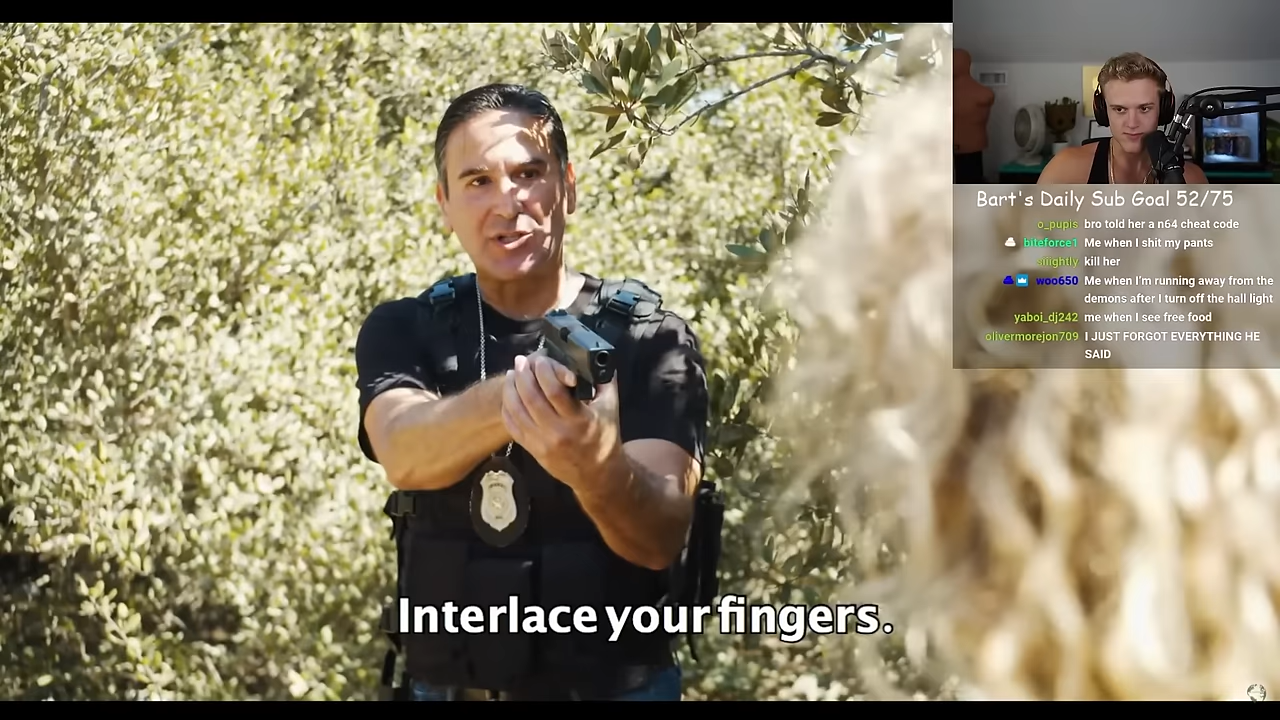 Bart's Daily Sub Goal 52/75
o_pupis bro told her a n64 cheat code
biteforce1 Me when I shit my pants
siiightly kill her
woo650 Me when I'm running away from the
demons after I turn off the hall light
yaboi_dj242 me when I see free food
olivermorejon709 I JUST FORGOT EVERYTHING HE
SAID
Interlace your fingers.